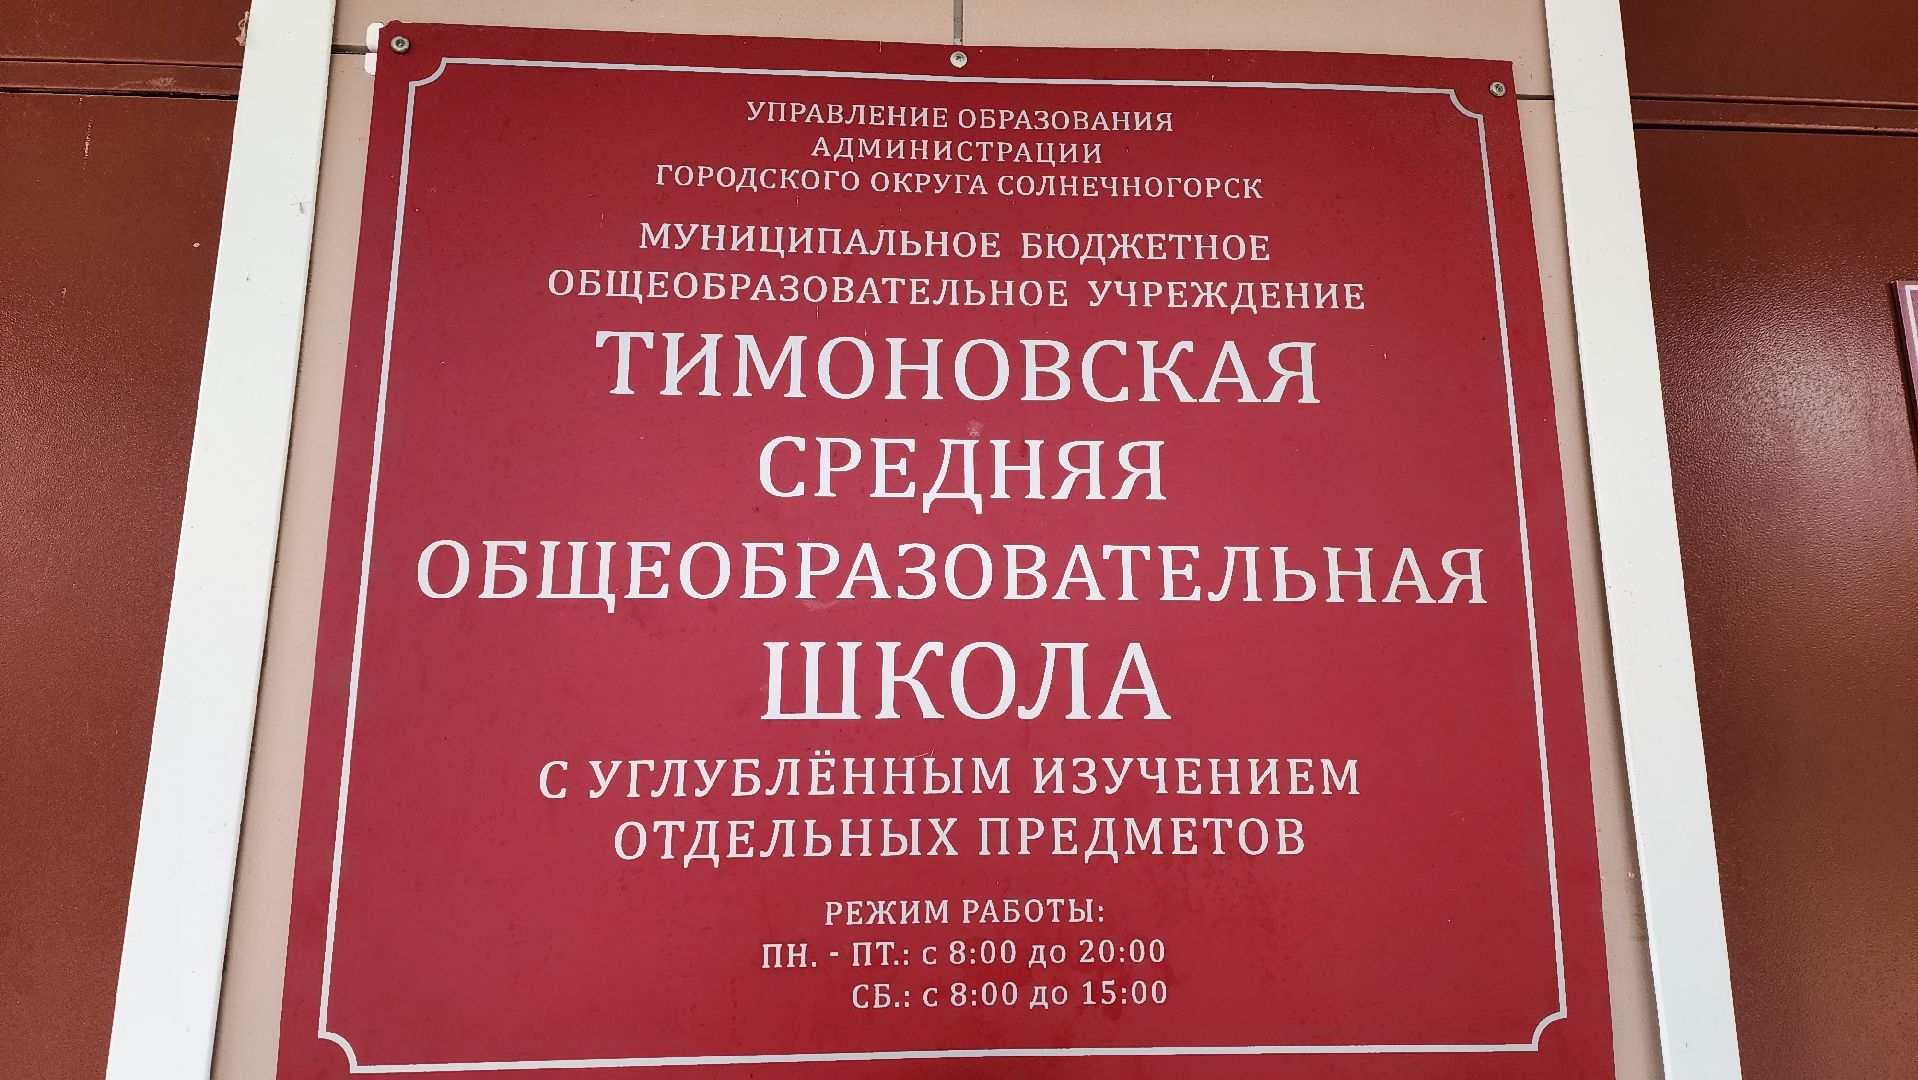 УПРАВЛЕНИЕ ОБРАЗОВАНИЯ
АДМИНИСТРАЦИИ
ГОРОДСКОГО ОКРУГА СОЛНЕЧНОГОРСК
МУНИЦИПАЛЬНОЕ БЮДЖЕТНОЕ
ОБЩЕОБРАЗОВАТЕЛЬНОЕ УЧРЕЖДЕНИЕ
ТИМОНОВСКАЯ
СРЕДНЯЯ
ОБЩЕОБРАЗОВАТЕЛЬНАЯ
ШКОЛА
С УГЛУБЛЁННЫМ ИЗУЧЕНИЕМ
ОТДЕЛЬНЫХ ПРЕДМЕТОВ
РЕЖИМ РАБОТЫ:
ПН. - ПТ.: с 8:00 до 20:00
СБ.: с 8:00 до 15:00